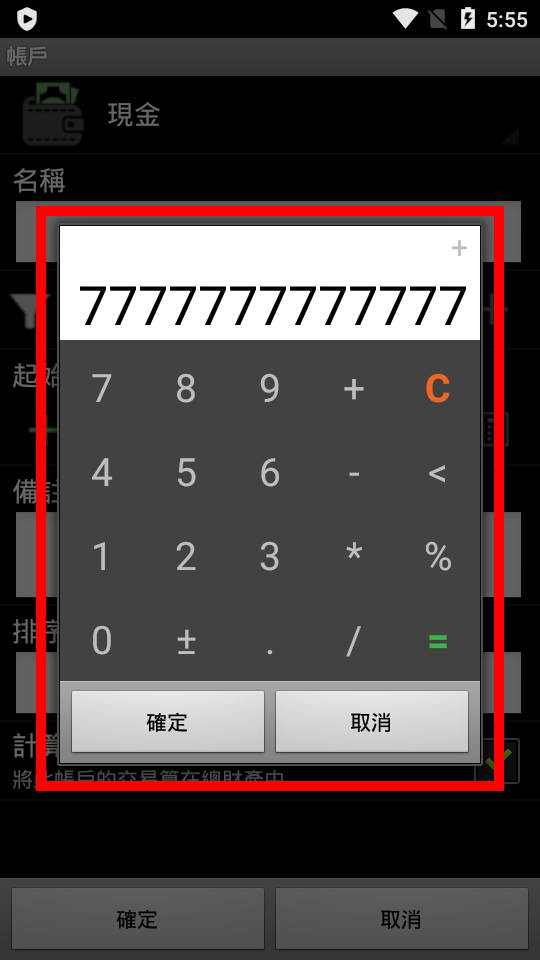 5:55
帳戶
現金
名稱
+
7777777777777
起始
7 8 9 + C
4 5 6 - <
備註
1 2 3 * % 
排序
0 ± . / =
確定 取消
計算
將此帳戶的交易算在總財產中
確定 取消